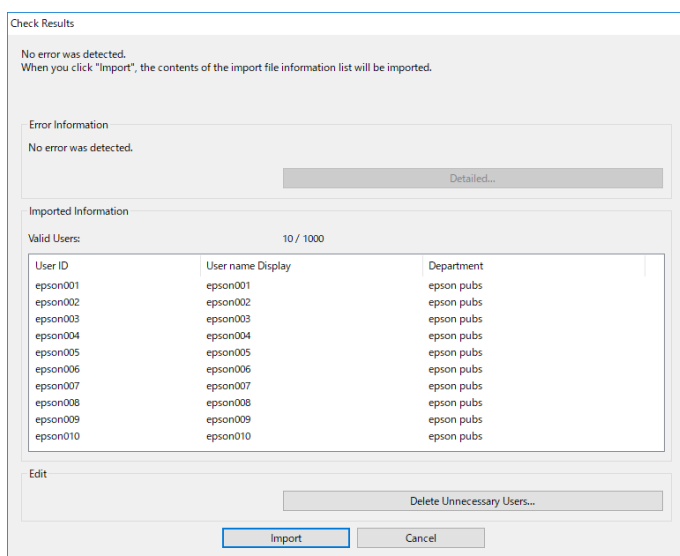 Check Results
No error was detected.
When you click "Import", the contents of the import file information list will be imported.
Error Information
No error was detected.
Detailed...
Imported Information
Valid Users: 10 / 1000
User ID User name Display Department
epson001 epson001 epson pubs
epson002 epson002 epson pubs
epson003 epson003 epson pubs
epson004 epson004 epson pubs
epson005 epson005 epson pubs
epson006 epson006 epson pubs
epson007 epson007 epson pubs
epson008 epson008 epson pubs
epson009 epson009 epson pubs
epson010 epson010 epson pubs
Edit
Delete Unnecessary Users...
Import Cancel